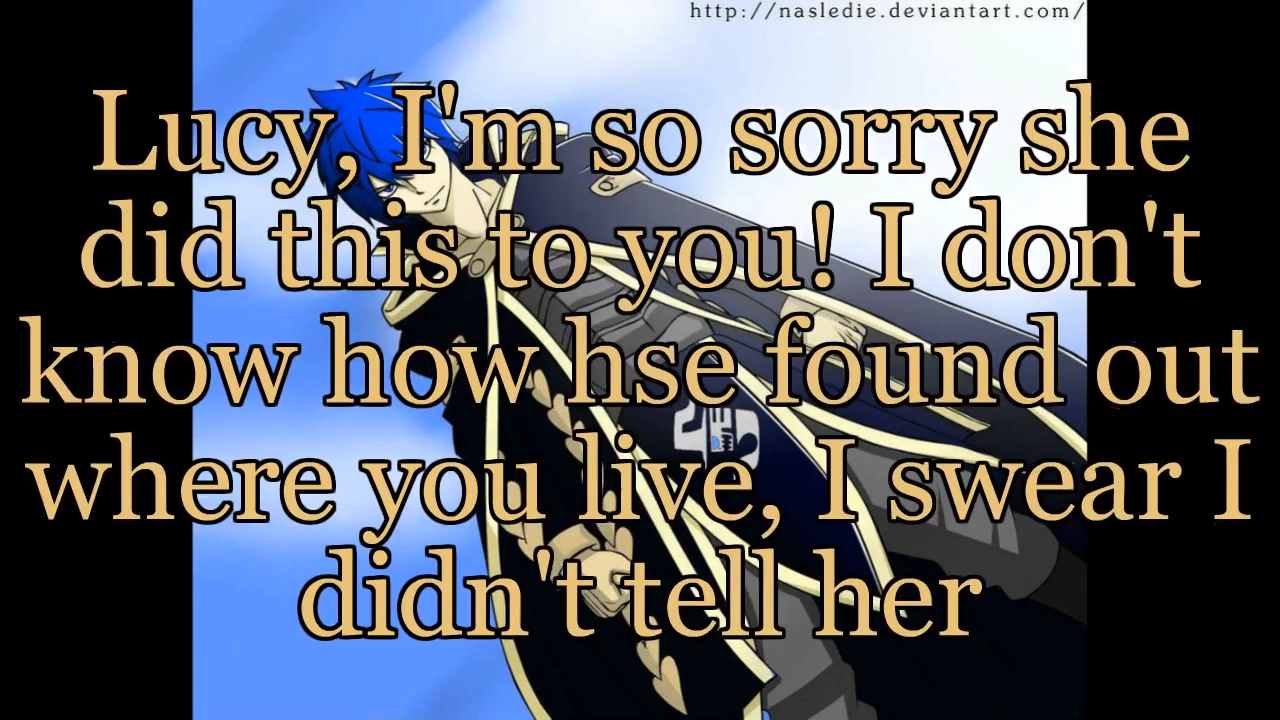 http://nasledie.deviantart.com/
Lucy, I'm so sorry she
did this to you! I don't
know how hse found out
where you live, I swear I
didn't tell her